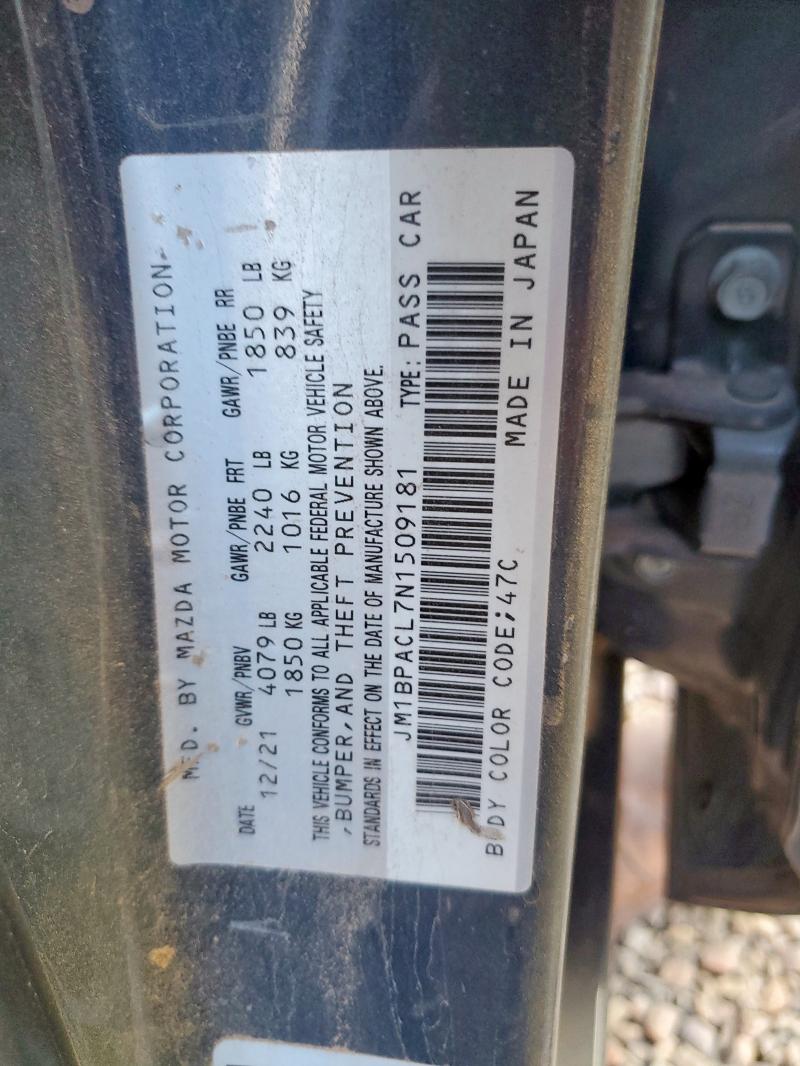 MFD. BY MAZDA MOTOR CORPORATION
DATE GVWR/PNBV GAWR/PNBE FRT GAWR/PNBE RR
12/21 4079 LB 2240 LB 1850 LB
1850 KG 1016 KG 839 KG
THIS VEHICLE CONFORMS TO ALL APPLICABLE FEDERAL MOTOR VEHICLE SAFETY
,BUMPER,AND THEFT PREVENTION
STANDARDS IN EFFECT ON THE DATE OF MANUFACTURE SHOWN ABOVE.
JM1BPACL7N1509181 TYPE: PASS CAR
BODY COLOR CODE;47C MADE IN JAPAN